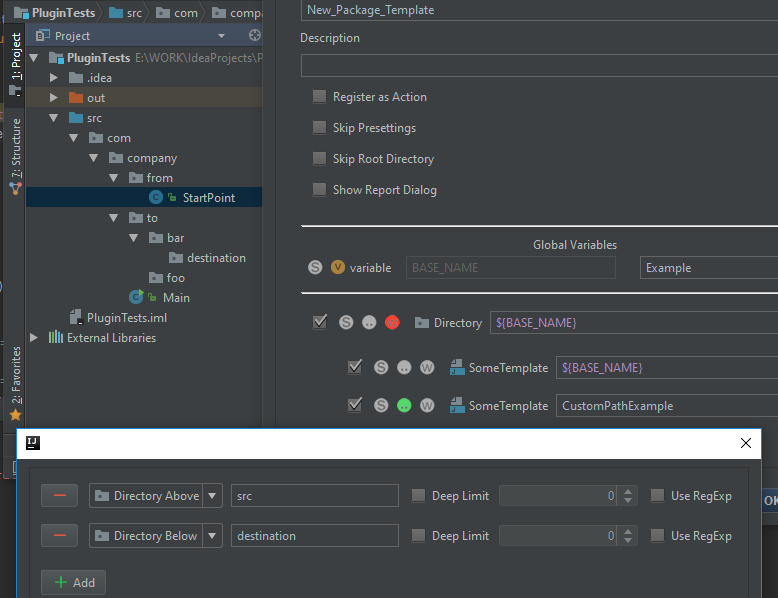 PluginTests src com compa
New_Package_Template
1: Project
Project
Description
PluginTests E:\WORK\IdeaProjects\P
.idea
Register as Action
out
src
Skip Presettings
7: Structure
com
company
Skip Root Directory
from
StartPoint
Show Report Dialog
to
bar
Global Variables
destination
S V variable BASE_NAME Example
foo
Main
PluginTests.iml
S .. Directory ${BASE_NAME}
External Libraries
2: Favorites
S .. W SomeTemplate ${BASE_NAME}
S .. W SomeTemplate CustomPathExample
IJ
Directory Above src Deep Limit 0 Use RegExp
OK
Directory Below destination Deep Limit 0 Use RegExp
Add